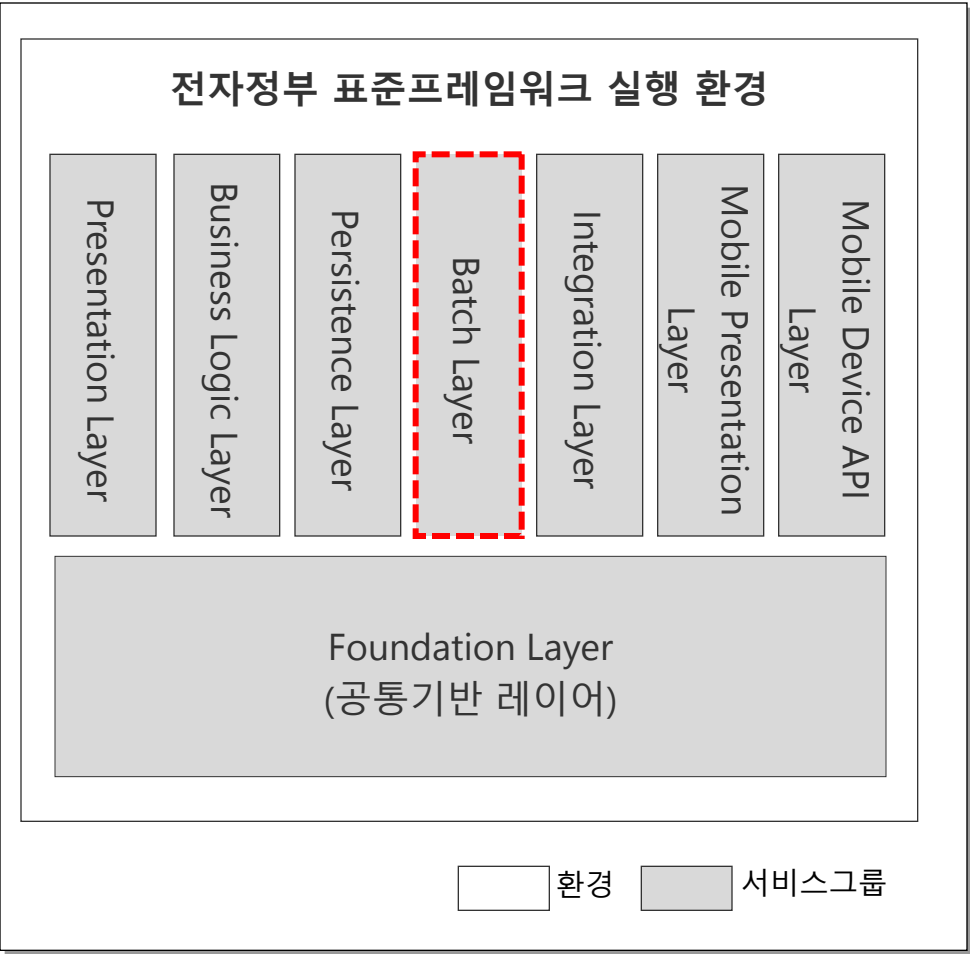 전자정부 표준프레임워크 실행 환경
Presentation Layer
Business Logic Layer
Persistence Layer
Batch Layer
Integration Layer
Mobile Presentation
Layer
Mobile Device API
Layer
Foundation Layer
(공통기반 레이어)
환경
서비스그룹